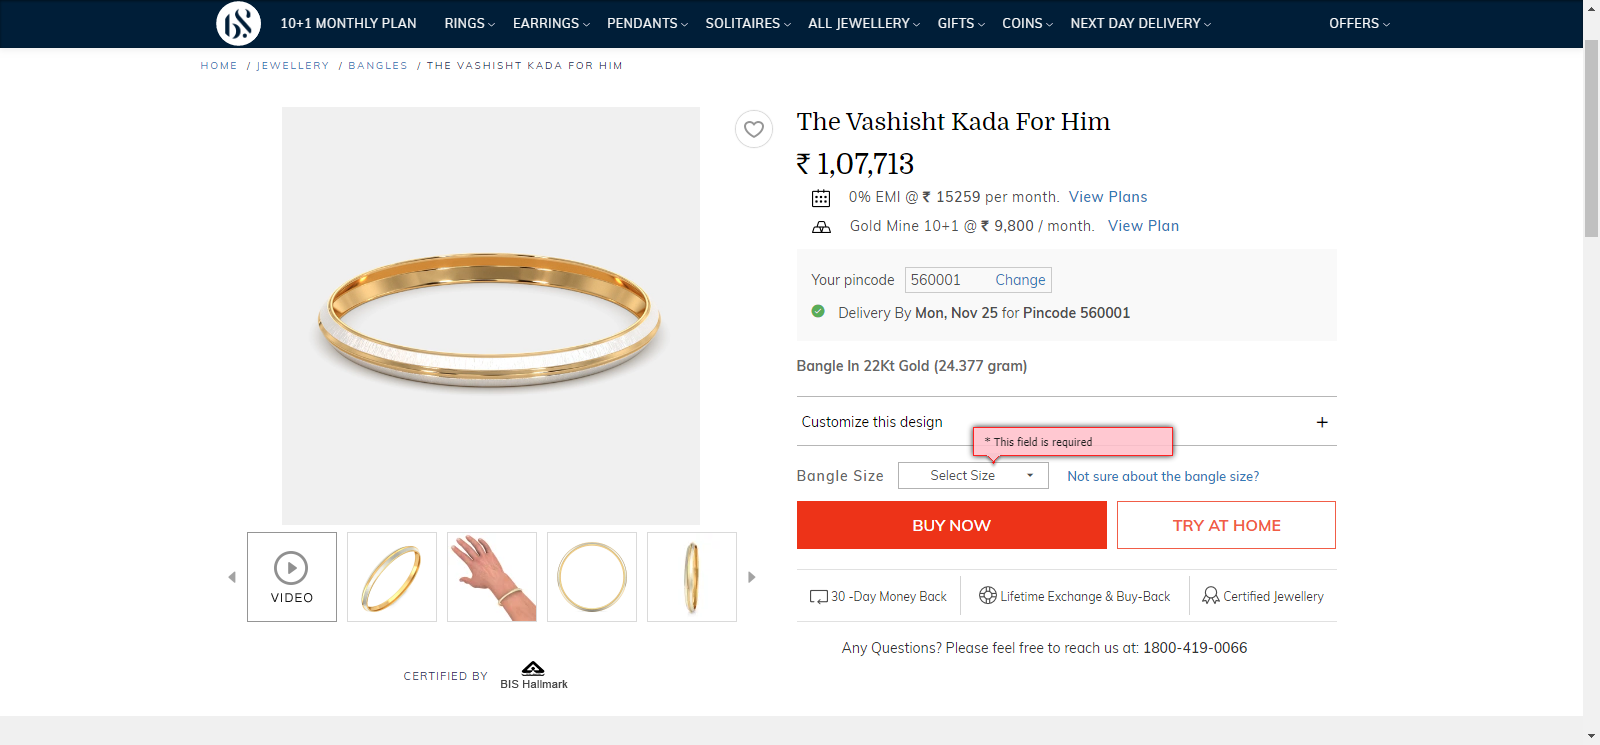 BS
10+1 MONTHLY PLAN RINGS EARRINGS PENDANTS SOLITAIRES ALL JEWELLERY GIFTS COINS NEXT DAY DELIVERY OFFERS
HOME / JEWELLERY / BANGLES / THE VASHISHT KADA FOR HIM
The Vashisht Kada For Him
₹ 1,07,713
0% EMI @ ₹ 15259 per month. View Plans
Gold Mine 10+1 @ ₹ 9,800 / month. View Plan
Your pincode 560001 Change
Delivery By Mon, Nov 25 for Pincode 560001
Bangle In 22Kt Gold (24.377 gram)
Customize this design +
* This field is required
Bangle Size Select Size Not sure about the bangle size?
BUY NOW TRY AT HOME
30 -Day Money Back Lifetime Exchange & Buy-Back Certified Jewellery
Any Questions? Please feel free to reach us at: 1800-419-0066
VIDEO
CERTIFIED BY BIS Hallmark